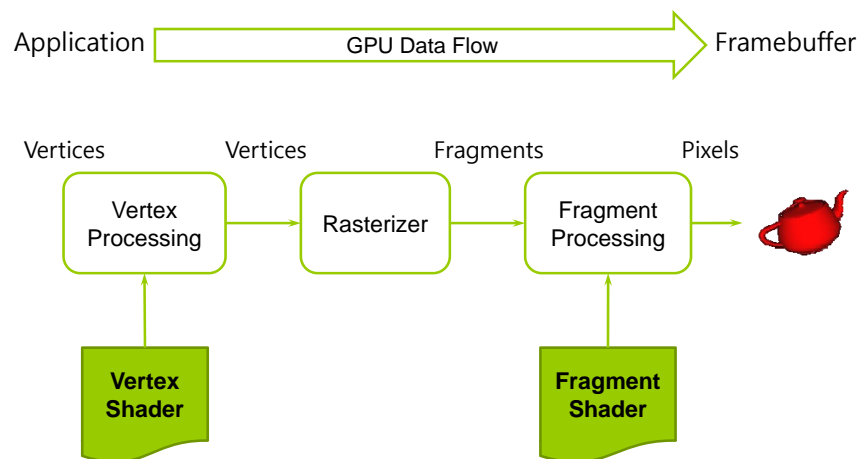 Application
GPU Data Flow
Framebuffer
Vertices
Vertices
Fragments
Pixels
Vertex
Processing
Rasterizer
Fragment
Processing
Vertex
Shader
Fragment
Shader